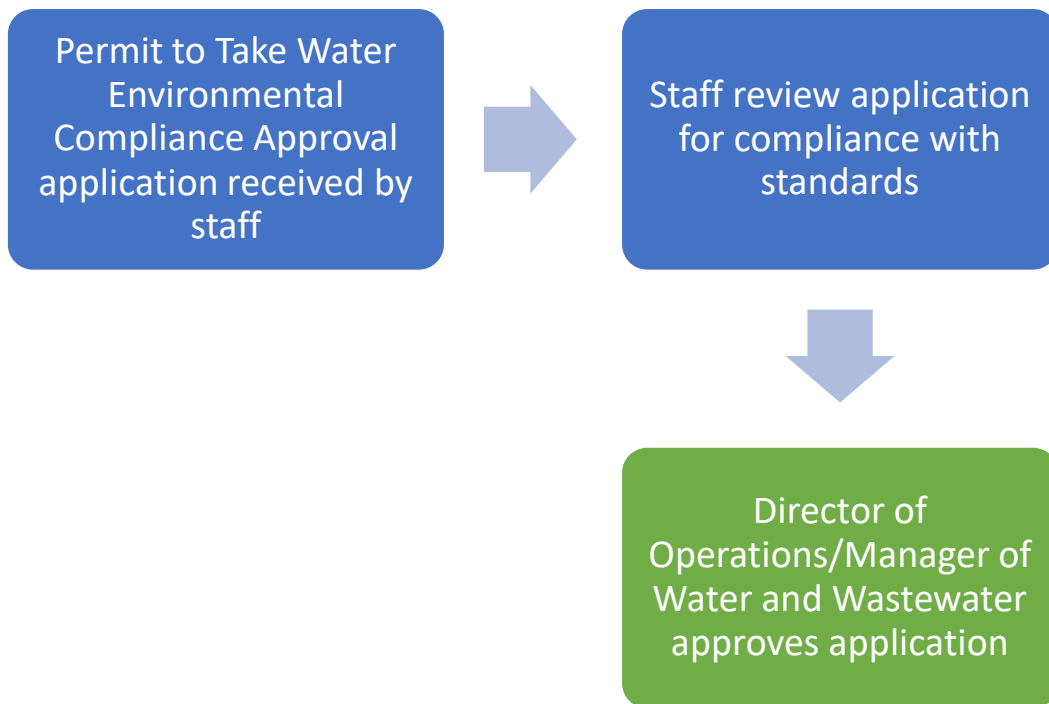 Permit to Take Water
Environmental
Compliance Approval
application received by
staff
Staff review application
for compliance with
standards
Director of
Operations/Manager of
Water and Wastewater
approves application